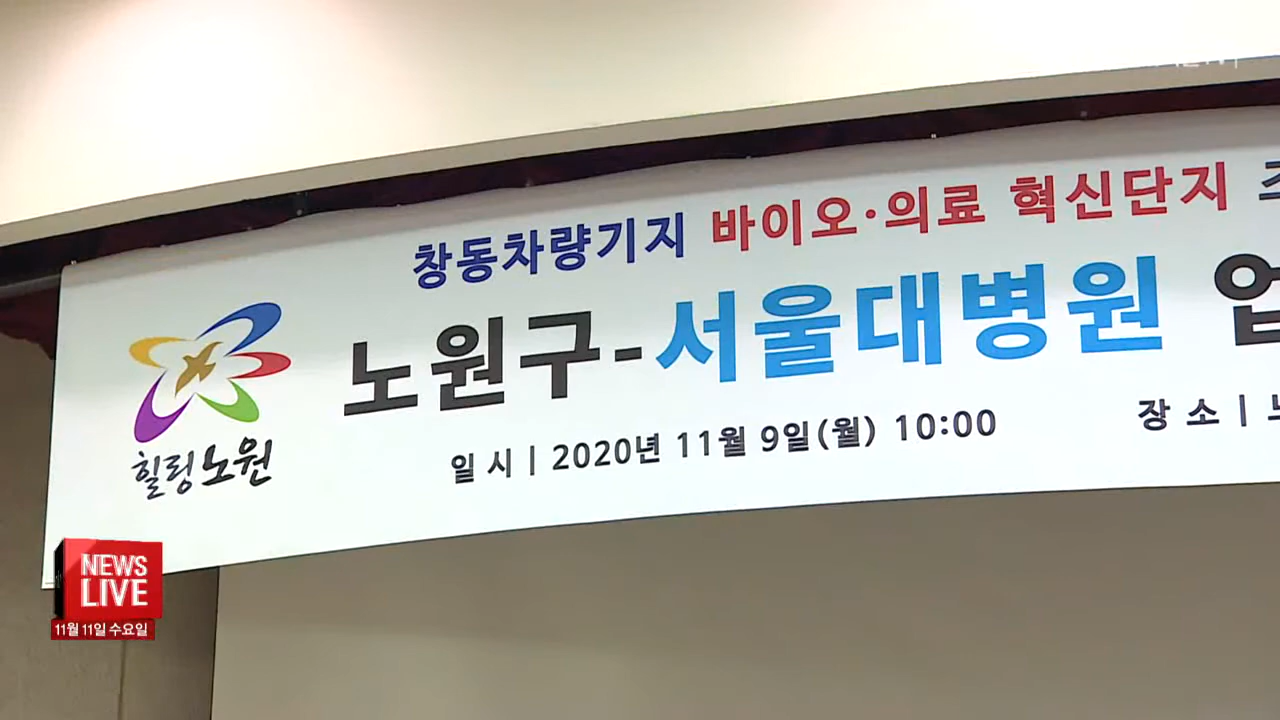 창동차량기지 바이오·의료 혁신단지
노원구-서울대병원
일 시 | 2020년 11월 9일(월) 10:00
장 소 |
힐링노원
NEWS
LIVE
11월 11일 수요일